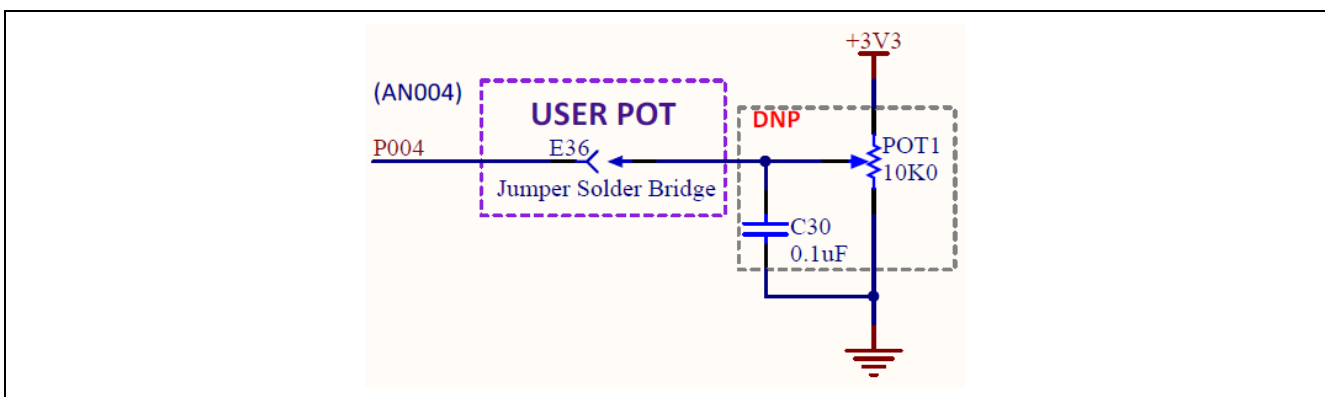 +3V3
(AN004)
USER POT
DNP
P004
E36
POT1
10K0
Jumper Solder Bridge
C30
0.1uF